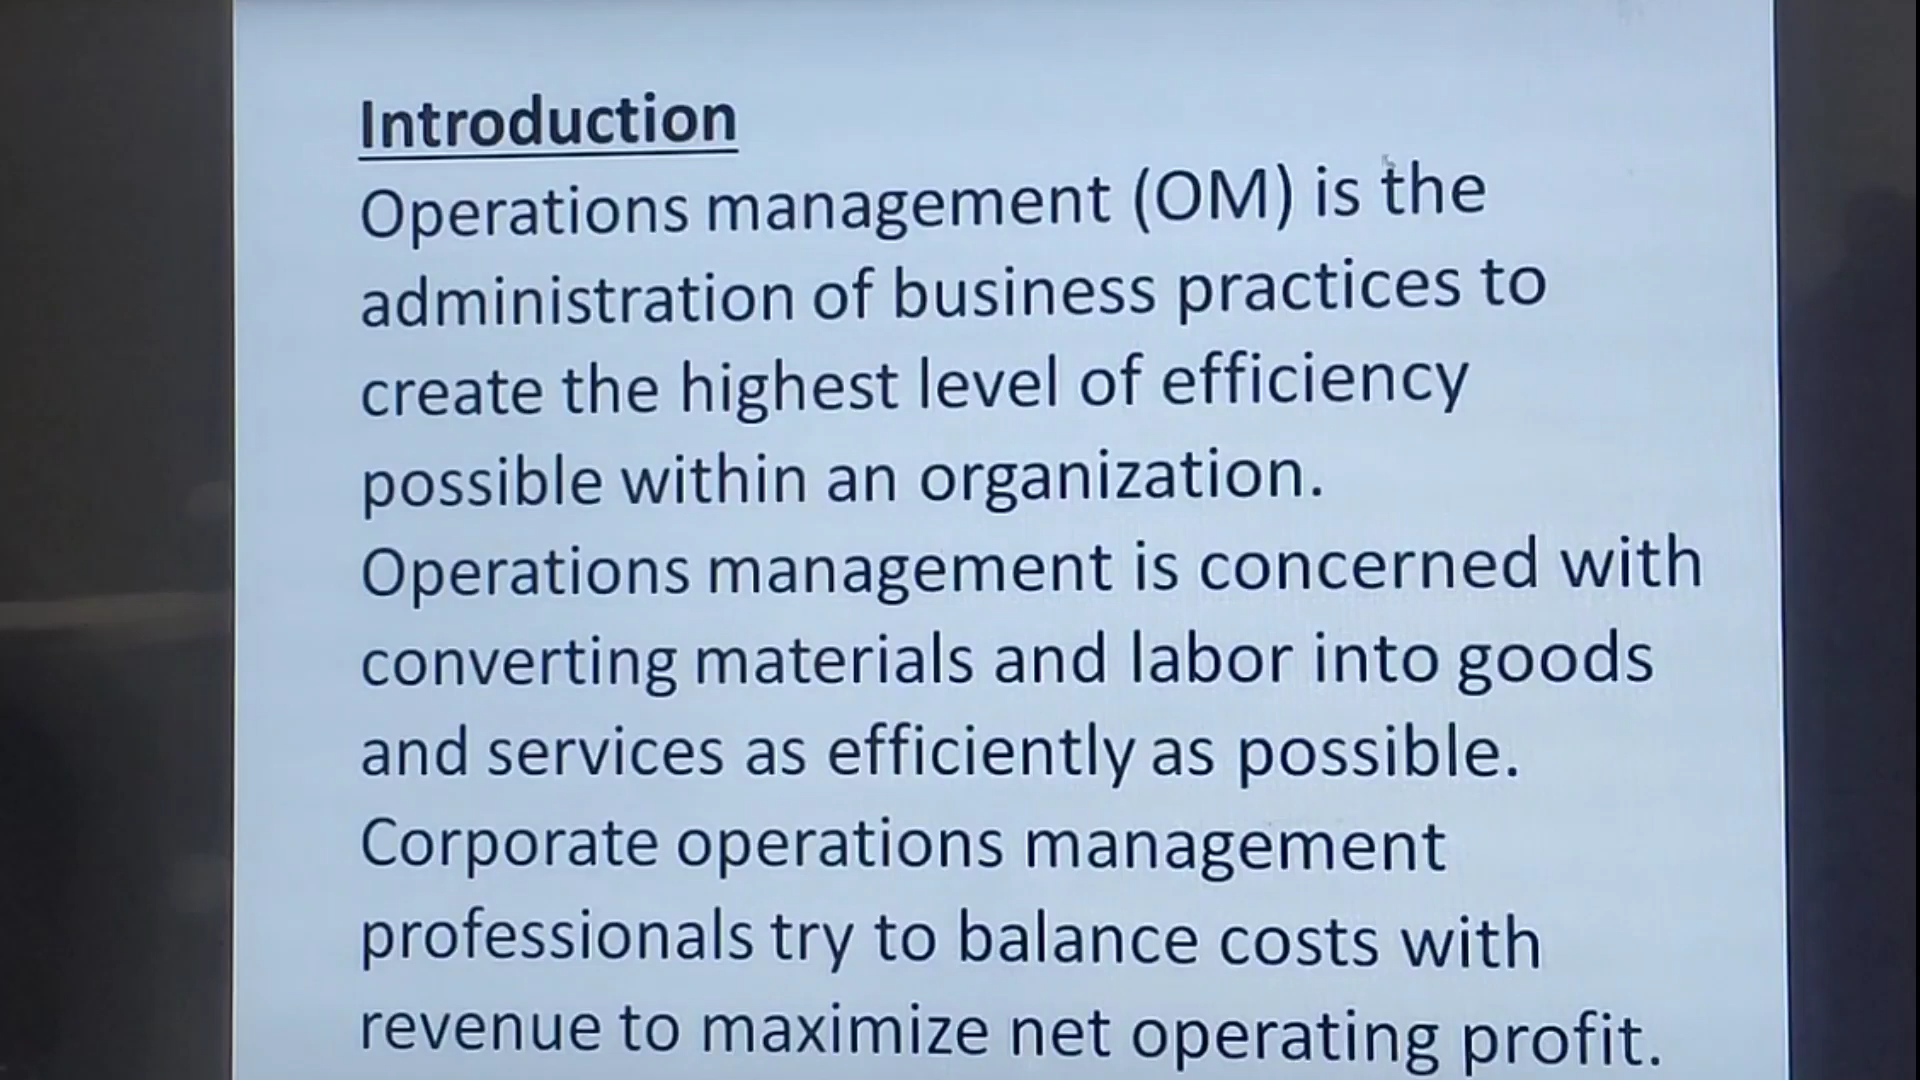 Introduction
Operations management (OM) is the
administration of business practices to
create the highest level of efficiency
possible within an organization.
Operations management is concerned with
converting materials and labor into goods
and services as efficiently as possible.
Corporate operations management
professionals try to balance costs with
revenue to maximize net operating profit.